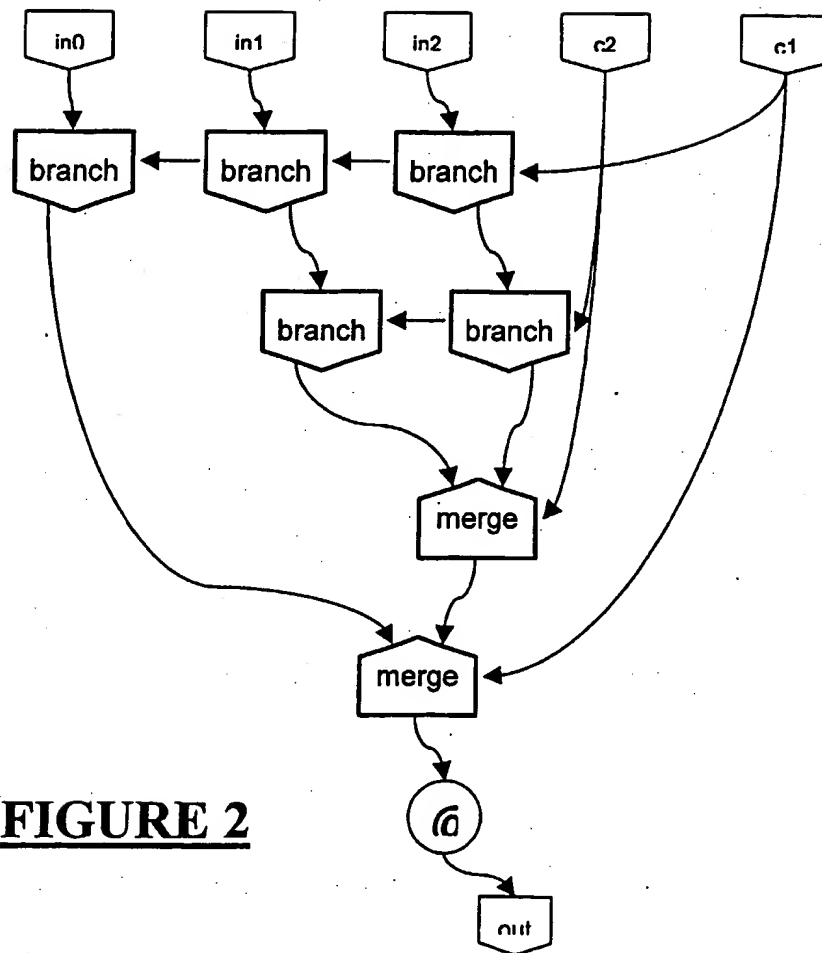 in0 in1 in2 c2 c1
branch branch branch
branch branch
merge
merge
@
FIGURE 2
out